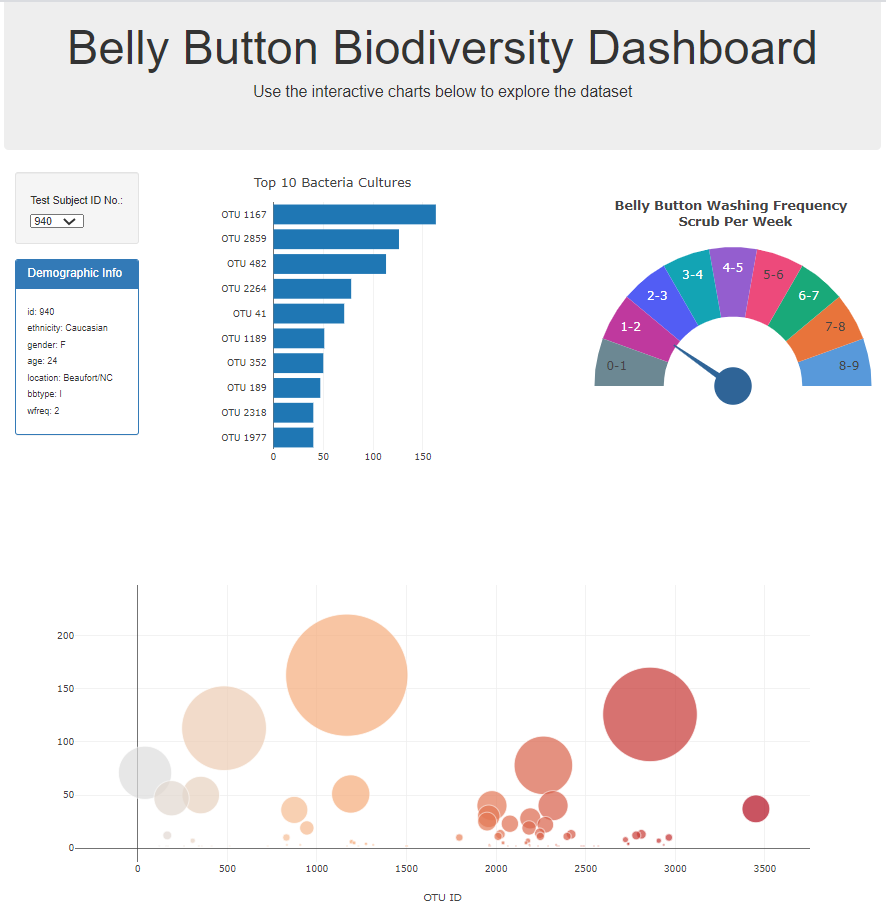 Belly Button Biodiversity Dashboard
Use the interactive charts below to explore the dataset
Test Subject ID No.:
940
Demographic Info
id: 940
ethnicity: Caucasian
gender: F
age: 24
location: Beaufort/NC
bbtype: I
wfreq: 2
Top 10 Bacteria Cultures
OTU 1167
OTU 2859
OTU 482
OTU 2264
OTU 41
OTU 1189
OTU 352
OTU 189
OTU 2318
OTU 1977
0 50 100 150
Belly Button Washing Frequency
Scrub Per Week
0-1
1-2
2-3
3-4
4-5
5-6
6-7
7-8
8-9
200
150
100
50
0
0 500 1000 1500 2000 2500 3000 3500
OTU ID